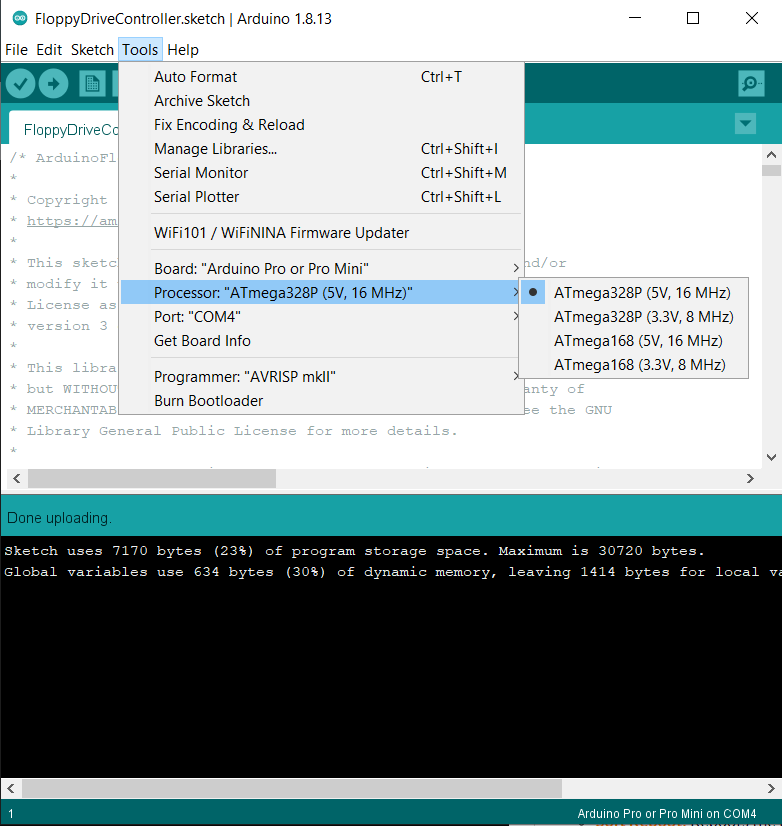 FloppyDriveController.sketch | Arduino 1.8.13
File Edit Sketch Tools Help
Auto Format Ctrl+T
Archive Sketch
Fix Encoding & Reload
Manage Libraries... Ctrl+Shift+I
Serial Monitor Ctrl+Shift+M
Serial Plotter Ctrl+Shift+L
WiFi101 / WiFiNINA Firmware Updater
Board: "Arduino Pro or Pro Mini"
Processor: "ATmega328P (5V, 16 MHz)"
Port: "COM4"
Get Board Info
Programmer: "AVRISP mkII"
Burn Bootloader
ATmega328P (5V, 16 MHz)
ATmega328P (3.3V, 8 MHz)
ATmega168 (5V, 16 MHz)
ATmega168 (3.3V, 8 MHz)
FloppyDriveCo
/* ArduinoFl
*
* Copyright
* https://am
*
* This sketc nd/or
* modify it
* License as
* version 3
*
* This libra
* but WITHOU anty of
* MERCHANTAB ee the GNU
* Library General Public License for more details.
*
Done uploading.
Sketch uses 7170 bytes (23%) of program storage space. Maximum is 30720 bytes.
Global variables use 634 bytes (30%) of dynamic memory, leaving 1414 bytes for local va
1 Arduino Pro or Pro Mini on COM4